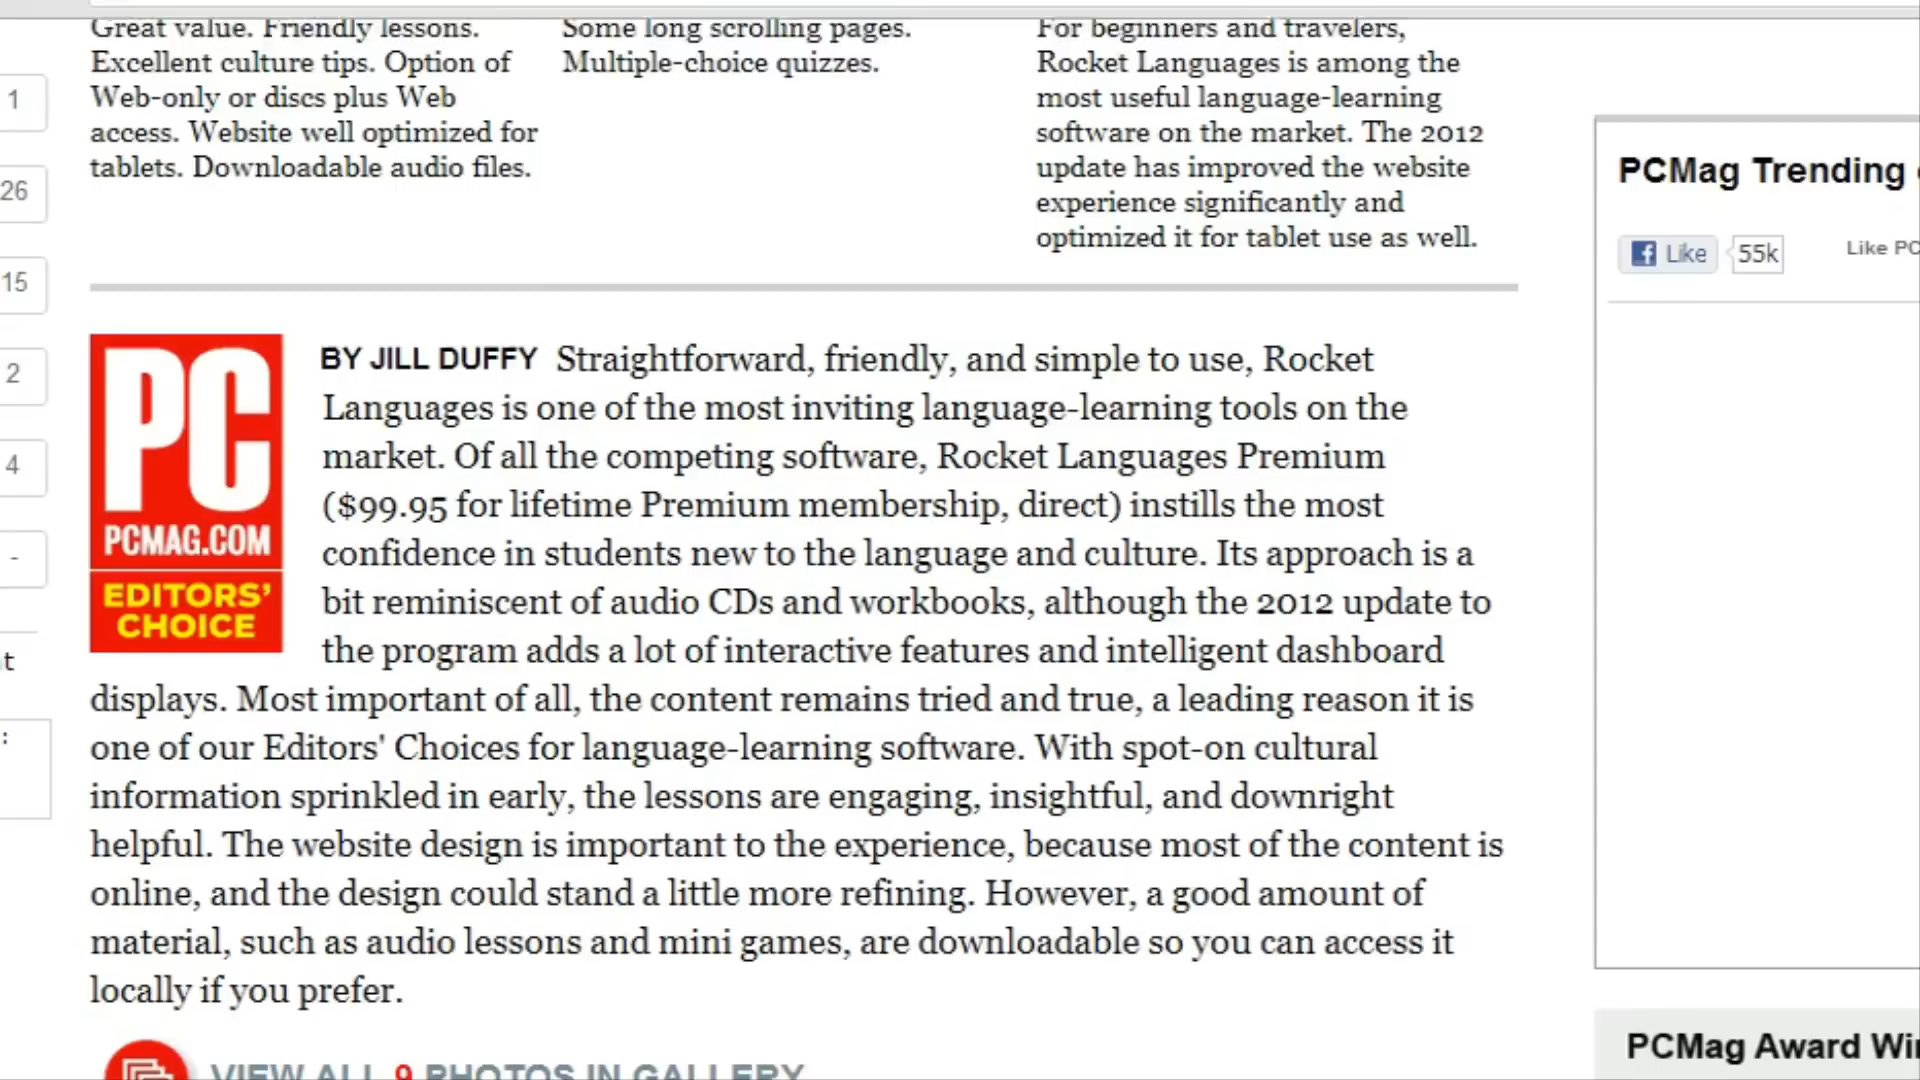 Great value. Friendly lessons.
Excellent culture tips. Option of
Web-only or discs plus Web
access. Website well optimized for
tablets. Downloadable audio files.
Some long scrolling pages.
Multiple-choice quizzes.
For beginners and travelers,
Rocket Languages is among the
most useful language-learning
software on the market. The 2012
update has improved the website
experience significantly and
optimized it for tablet use as well.
1
26
15
2
4
-
t
:
PC
PCMAG.COM
EDITORS'
CHOICE
BY JILL DUFFY Straightforward, friendly, and simple to use, Rocket
Languages is one of the most inviting language-learning tools on the
market. Of all the competing software, Rocket Languages Premium
($99.95 for lifetime Premium membership, direct) instills the most
confidence in students new to the language and culture. Its approach is a
bit reminiscent of audio CDs and workbooks, although the 2012 update to
the program adds a lot of interactive features and intelligent dashboard
displays. Most important of all, the content remains tried and true, a leading reason it is
one of our Editors' Choices for language-learning software. With spot-on cultural
information sprinkled in early, the lessons are engaging, insightful, and downright
helpful. The website design is important to the experience, because most of the content is
online, and the design could stand a little more refining. However, a good amount of
material, such as audio lessons and mini games, are downloadable so you can access it
locally if you prefer.
VIEW ALL 9 PHOTOS IN GALLERY
PCMag Trending
Like 55k Like PC
PCMag Award Wi